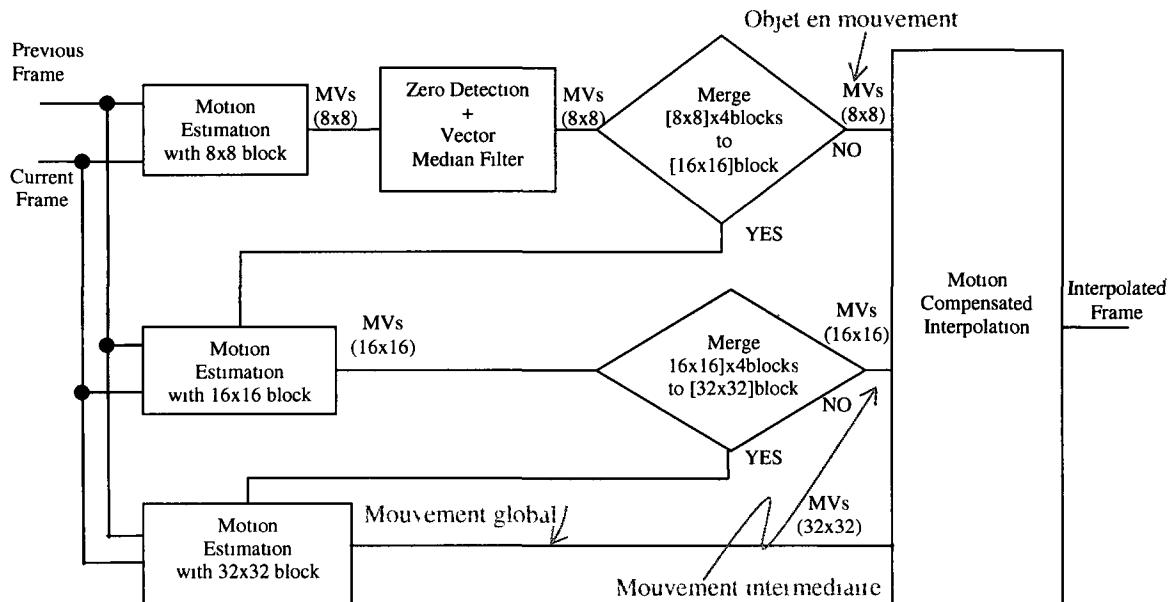 Objet en mouvement
Previous
Frame
Motion
Estimation
with 8x8 block
MVs
(8x8)
Zero Detection
+
Vector
Median Filter
MVs
(8x8)
Merge
[8x8]x4blocks
to
[16x16]block
MVs
(8x8)
NO
Current
Frame
YES
Motion
Estimation
with 16x16 block
MVs
(16x16)
Merge
16x16]x4blocks
to [32x32]block
MVs
(16x16)
NO
Motion
Compensated
Interpolation
Interpolated
Frame
YES
Motion
Estimation
with 32x32 block
Mouvement global
MVs
(32x32)
Mouvement intermediaire